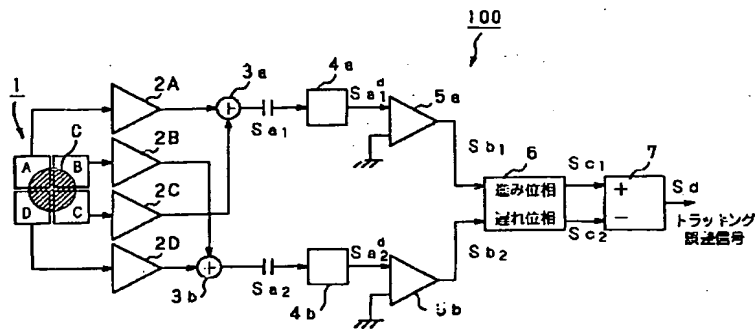 100
1
C
A
B
D
C
2A
2B
2C
2D
3a
3b
Sa1
Sa2
4a
4b
Sa1d
Sa2d
5a
5b
Sb1
Sb2
6
進み位相
遅れ位相
Sc1
Sc2
7
+
−
Sd
トラッキング
誤差信号